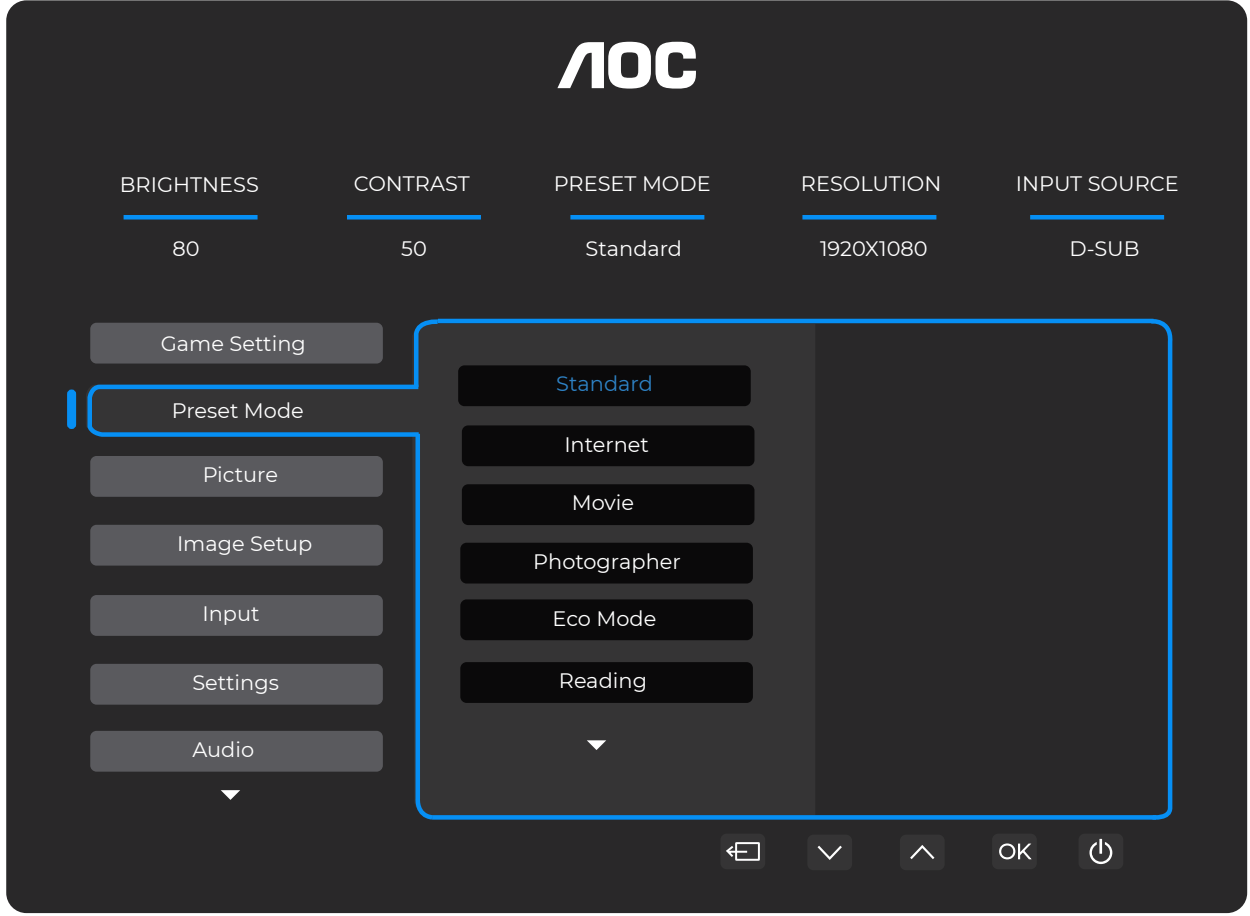 AOC
BRIGHTNESS
CONTRAST
PRESET MODE
RESOLUTION
INPUT SOURCE
80
50
Standard
1920X1080
D-SUB
Game Setting
Preset Mode
Picture
Image Setup
Input
Settings
Audio
Standard
Internet
Movie
Photographer
Eco Mode
Reading
OK